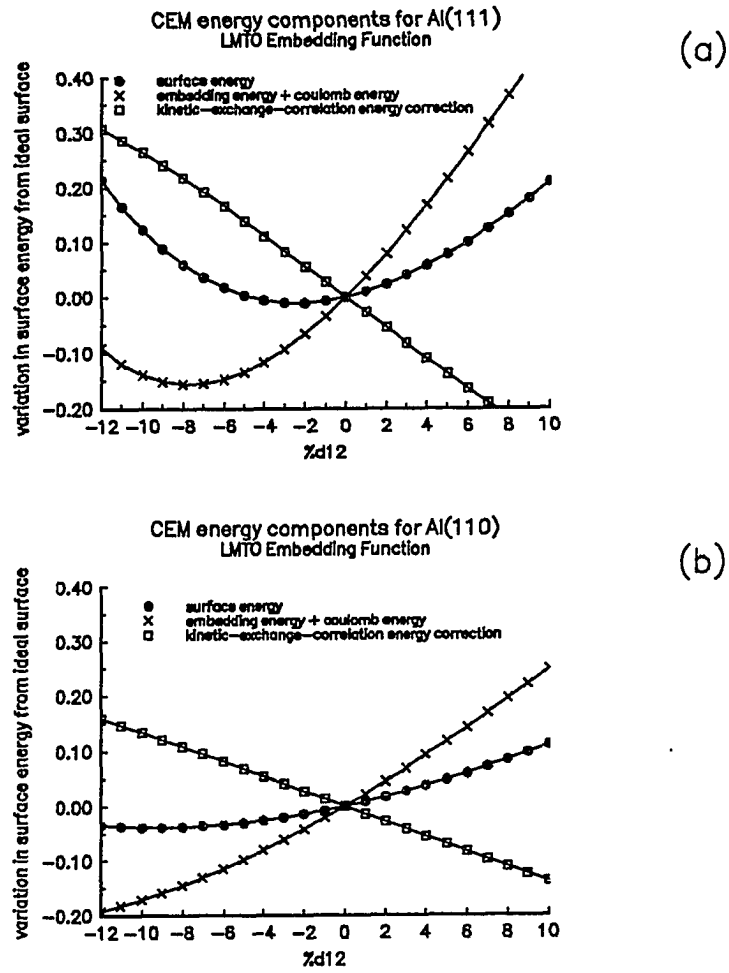 CEM energy components for Al(111)
LMTO Embedding Function
(a)
variation in surface energy from ideal surface
0.40
0.30
0.20
0.10
0.00
-0.10
-0.20
surface energy
embedding energy + coulomb energy
kinetic-exchange-correlation energy correction
-12 -10 -8 -6 -4 -2 0 2 4 6 8 10
%d12
CEM energy components for Al(110)
LMTO Embedding Function
(b)
variation in surface energy from ideal surface
0.40
0.30
0.20
0.10
0.00
-0.10
-0.20
surface energy
embedding energy + coulomb energy
kinetic-exchange-correlation energy correction
-12 -10 -8 -6 -4 -2 0 2 4 6 8 10
%d12